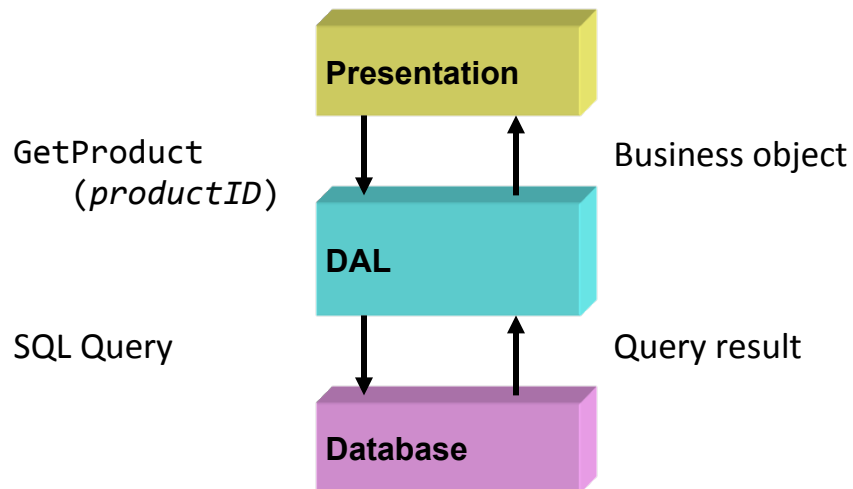 Presentation
GetProduct
(productID)
Business object
DAL
SQL Query
Query result
Database